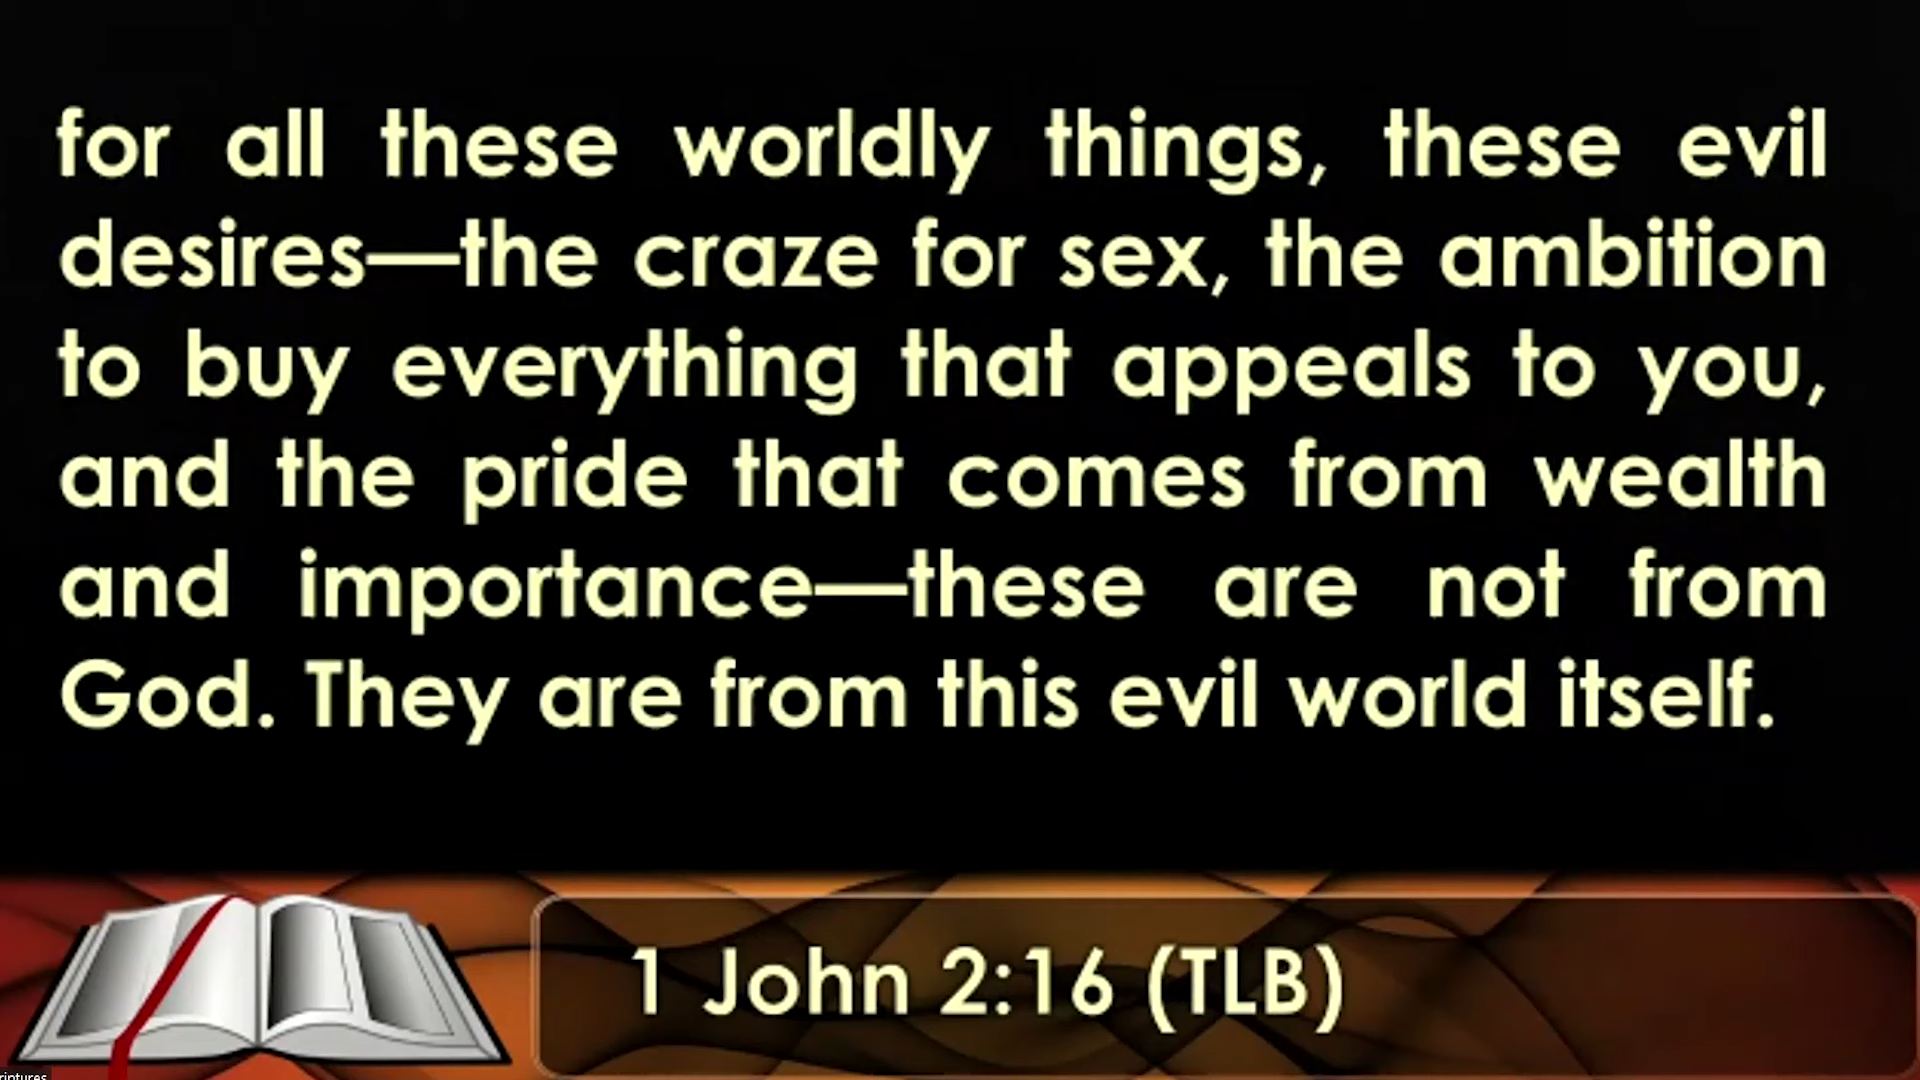 for all these worldly things, these evil
desires—the craze for sex, the ambition
to buy everything that appeals to you,
and the pride that comes from wealth
and importance—these are not from
God. They are from this evil world itself.
1 John 2:16 (TLB)
riptures